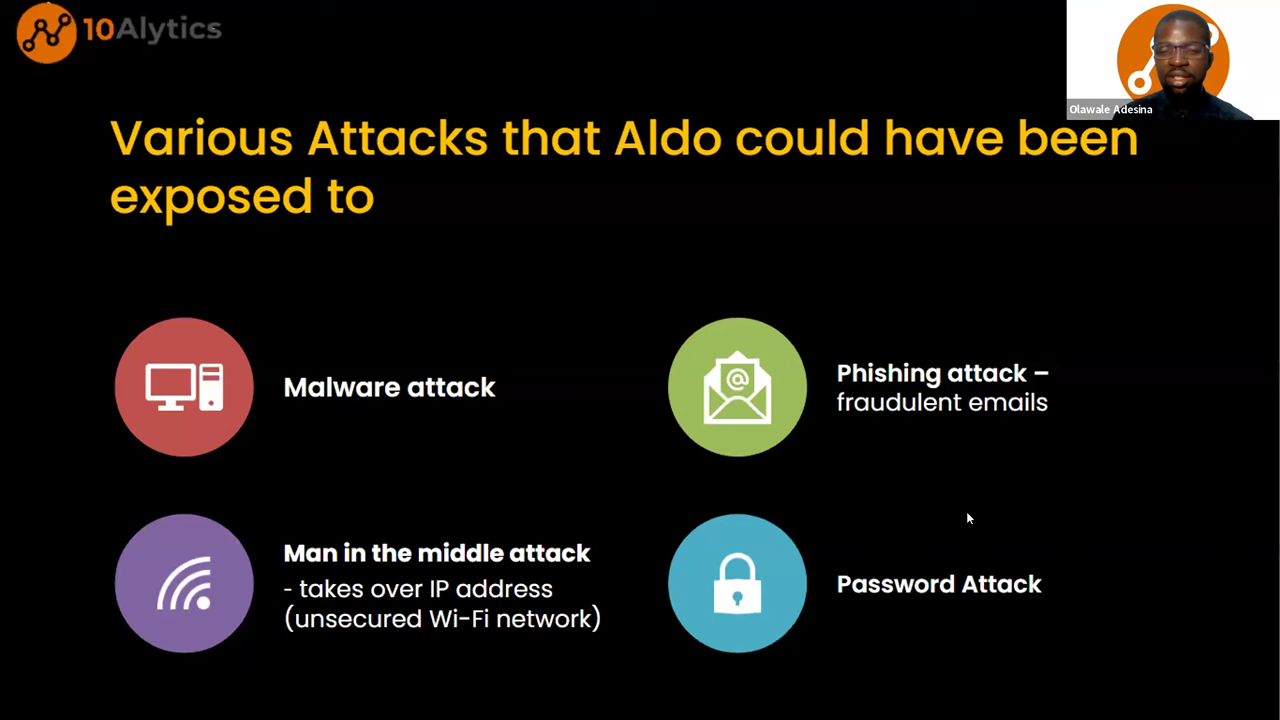 10Alytics
Olawale Adesina
Various Attacks that Aldo could have been
exposed to
Malware attack
Phishing attack –
fraudulent emails
Man in the middle attack
- takes over IP address
(unsecured Wi-Fi network)
Password Attack